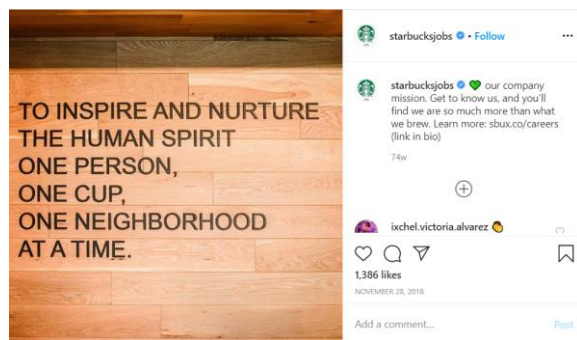 TO INSPIRE AND NURTURE
THE HUMAN SPIRIT
ONE PERSON,
ONE CUP,
ONE NEIGHBORHOOD
AT A TIME.
starbucksjobs • Follow
starbucksjobs 💚 our company
mission. Get to know us, and you'll
find we are so much more than what
we brew. Learn more: sbux.co/careers
(link in bio)
74w
ixchel.victoria.alvarez 👏
1,386 likes
NOVEMBER 28, 2018
Add a comment...
Post